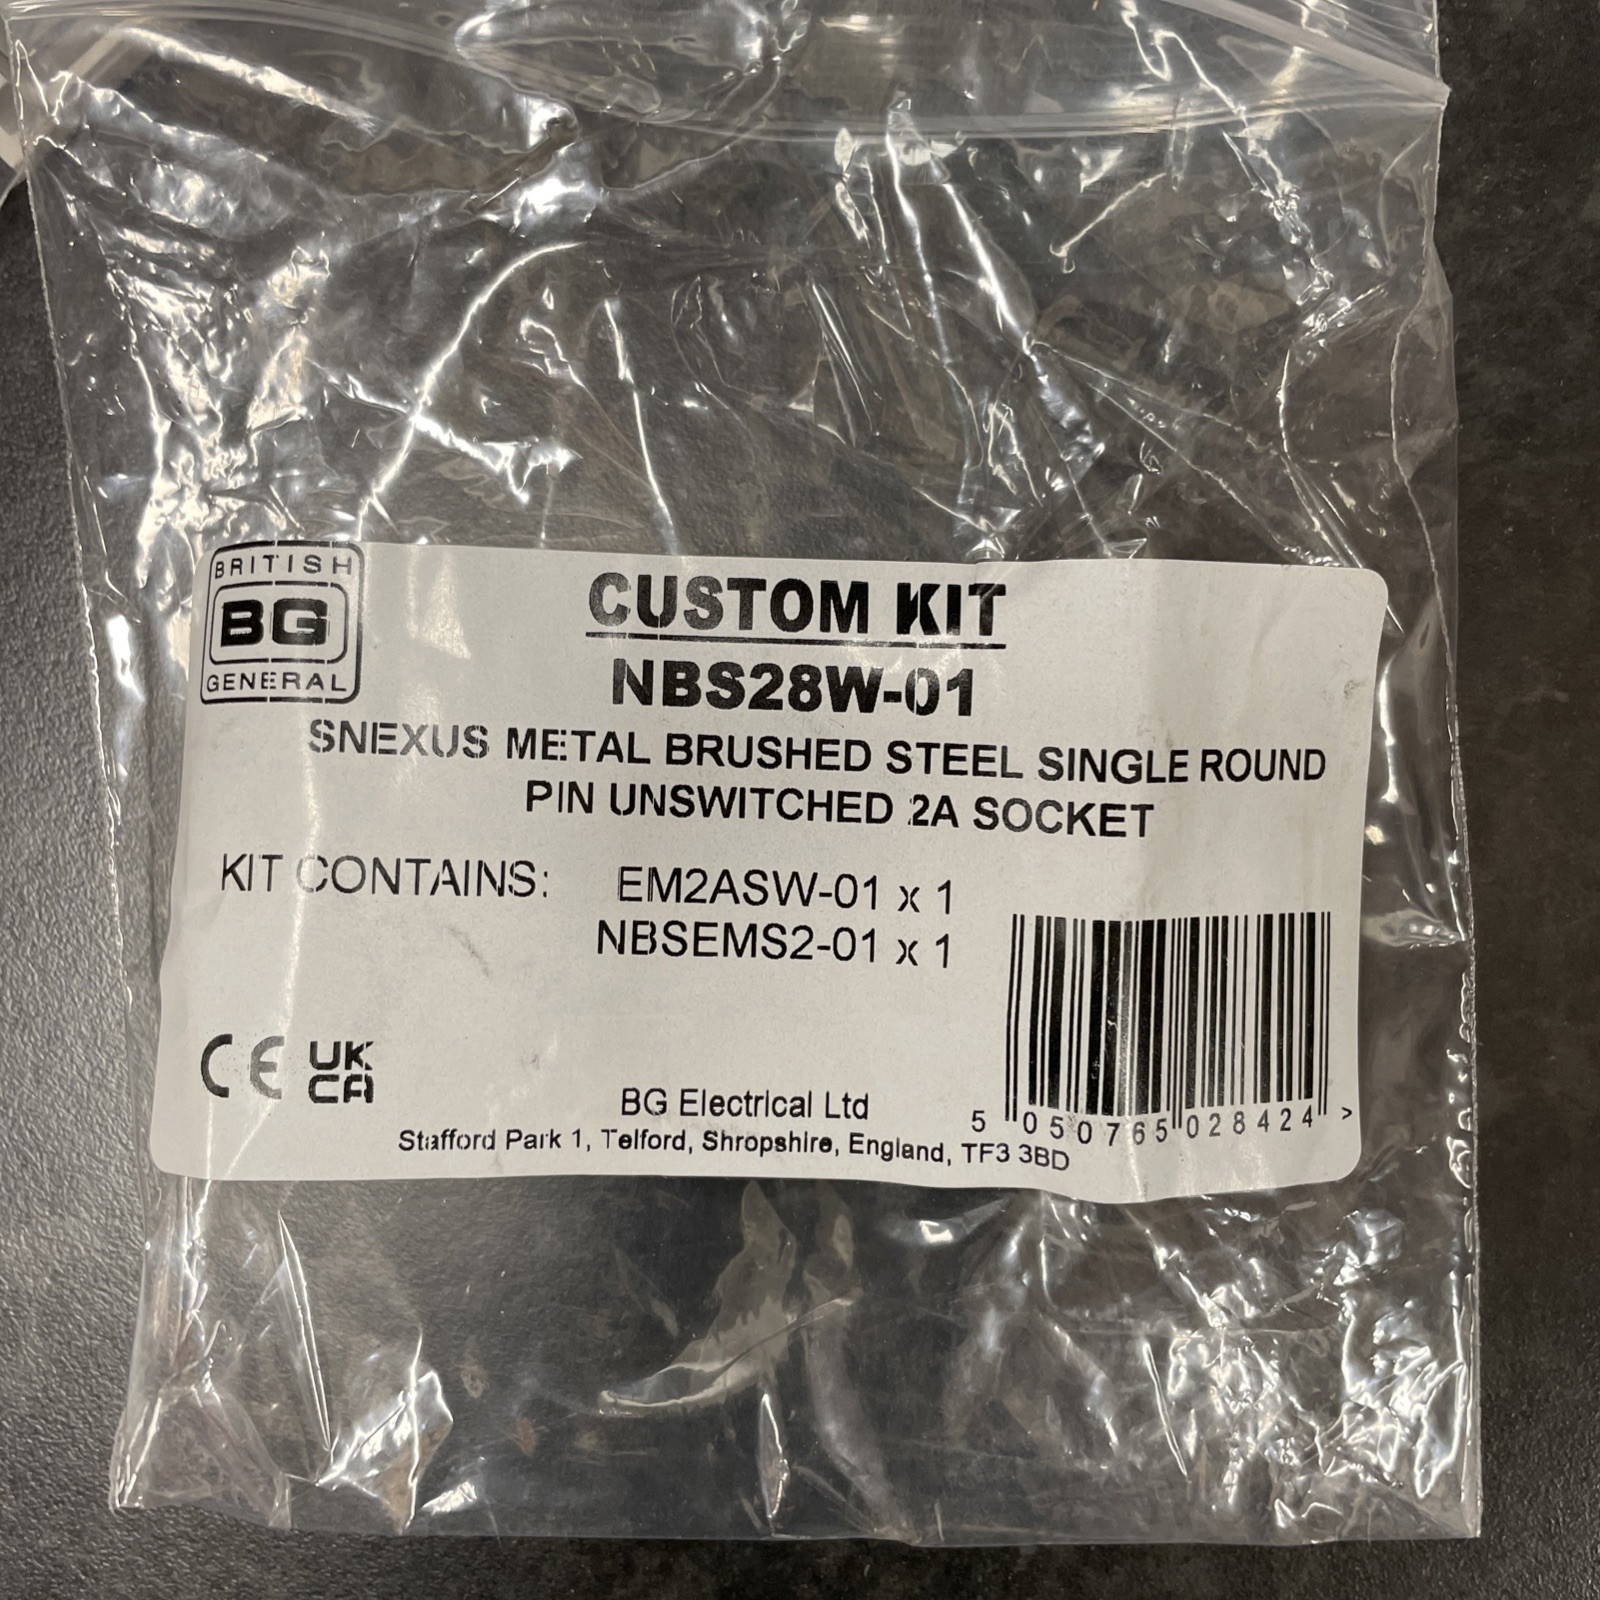 BRITISH
BG
GENERAL
CUSTOM KIT
NBS28W-01
SNEXUS METAL BRUSHED STEEL SINGLE ROUND
PIN UNSWITCHED 2A SOCKET
KIT CONTAINS: EM2ASW-01 x 1
NBSEMS2-01 x 1
CE UK
CA
BG Electrical Ltd
Stafford Park 1, Telford, Shropshire, England, TF3 3BD
5 050765 028424 >